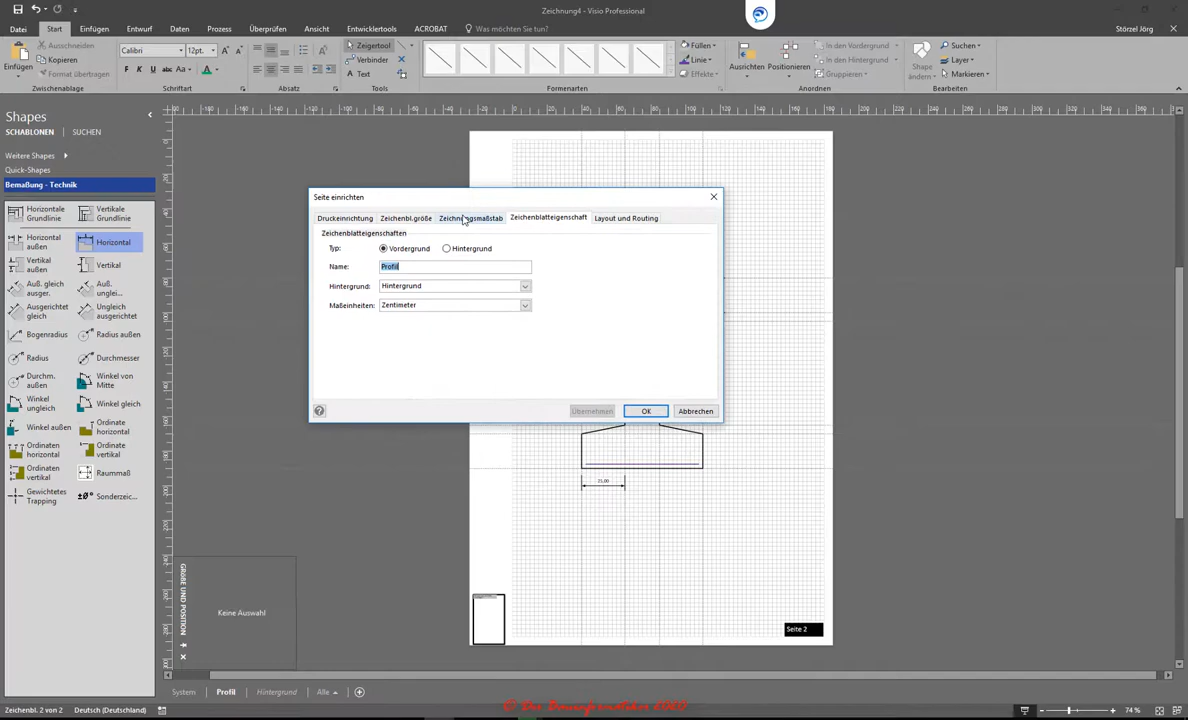 Zeichnung4 - Visio Professional
Datei Start Einfügen Entwurf Daten Prozess Überprüfen Ansicht Entwicklertools ACROBAT Was möchten Sie tun? Störzel Jörg
Einfügen
Ausschneiden
Kopieren
Format übertragen
Zwischenablage
Calibri 12pt.
F K U abc Aa A
Schriftart
Absatz
Zeigertool
Verbinder
Text
Tools
Formenarten
Füllen
Linie
Effekte
Ausrichten Positionieren
In den Vordergrund
In den Hintergrund
Gruppieren
Anordnen
Shape ändern
Suchen
Layer
Markieren
Bearbeiten
Shapes
SCHABLONEN SUCHEN
Weitere Shapes
Quick-Shapes
Bemaßung - Technik
Horizontale Grundlinie Vertikale Grundlinie
Horizontal außen Horizontal
Vertikal außen Vertikal
Auß. gleich ausger. Auß. unglei...
Ausgerichtet gleich Ungleich ausgerichtet
Bogenradius Radius außen
Radius Durchmesser
Durchm. außen Winkel von Mitte
Winkel ungleich Winkel gleich
Winkel außen Ordinate horizontal
Ordinaten horizontal Ordinate vertikal
Ordinaten vertikal Raummaß
Gewichtetes Trapping Sonderzeic...
Seite einrichten
Druckeinrichtung Zeichenbl.größe Zeichnungsmaßstab Zeichenblatteigenschaft Layout und Routing
Zeichenblatteigenschaften
Typ: Vordergrund Hintergrund
Name: Profil
Hintergrund: Hintergrund
Maßeinheiten: Zentimeter
Übernehmen OK Abbrechen
Seite 2
GRÖßE UND POSITION
Keine Auswahl
System Profil Hintergrund Alle
Zeichenbl. 2 von 2 Deutsch (Deutschland) 74 %